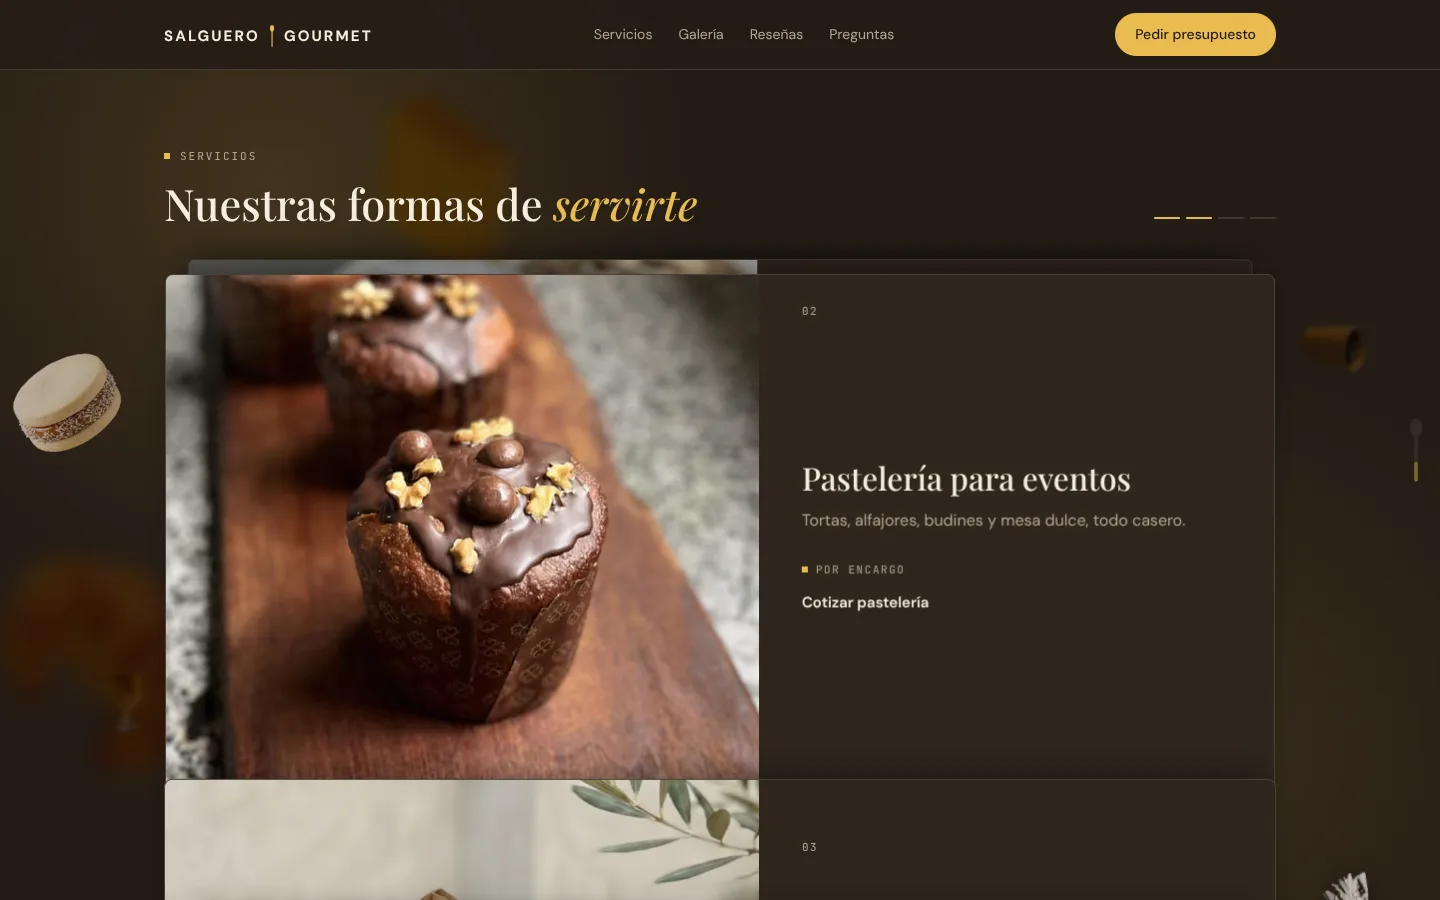 SALGUERO GOURMET
Servicios Galería Reseñas Preguntas
Pedir presupuesto
SERVICIOS
Nuestras formas de servirte
02
Pastelería para eventos
Tortas, alfajores, budines y mesa dulce, todo casero.
POR ENCARGO
Cotizar pastelería
03